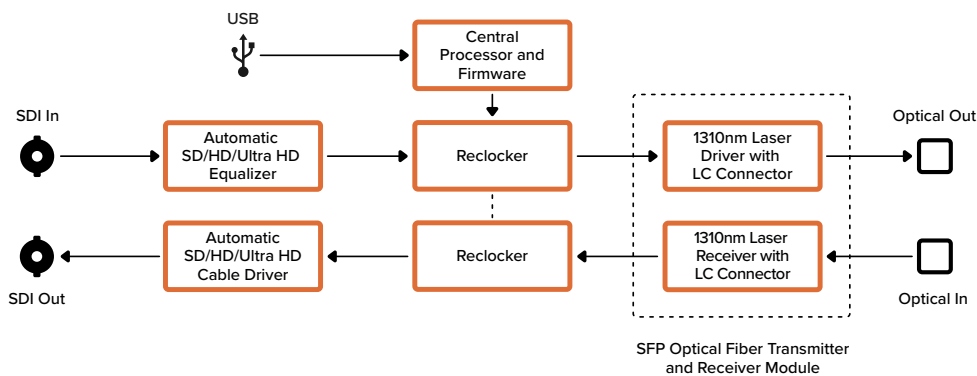 USB
Central
Processor and
Firmware
SDI In
Automatic
SD/HD/Ultra HD
Equalizer
Reclocker
1310nm Laser
Driver with
LC Connector
Optical Out
Automatic
SD/HD/Ultra HD
Cable Driver
Reclocker
1310nm Laser
Receiver with
LC Connector
SDI Out
Optical In
SFP Optical Fiber Transmitter
and Receiver Module